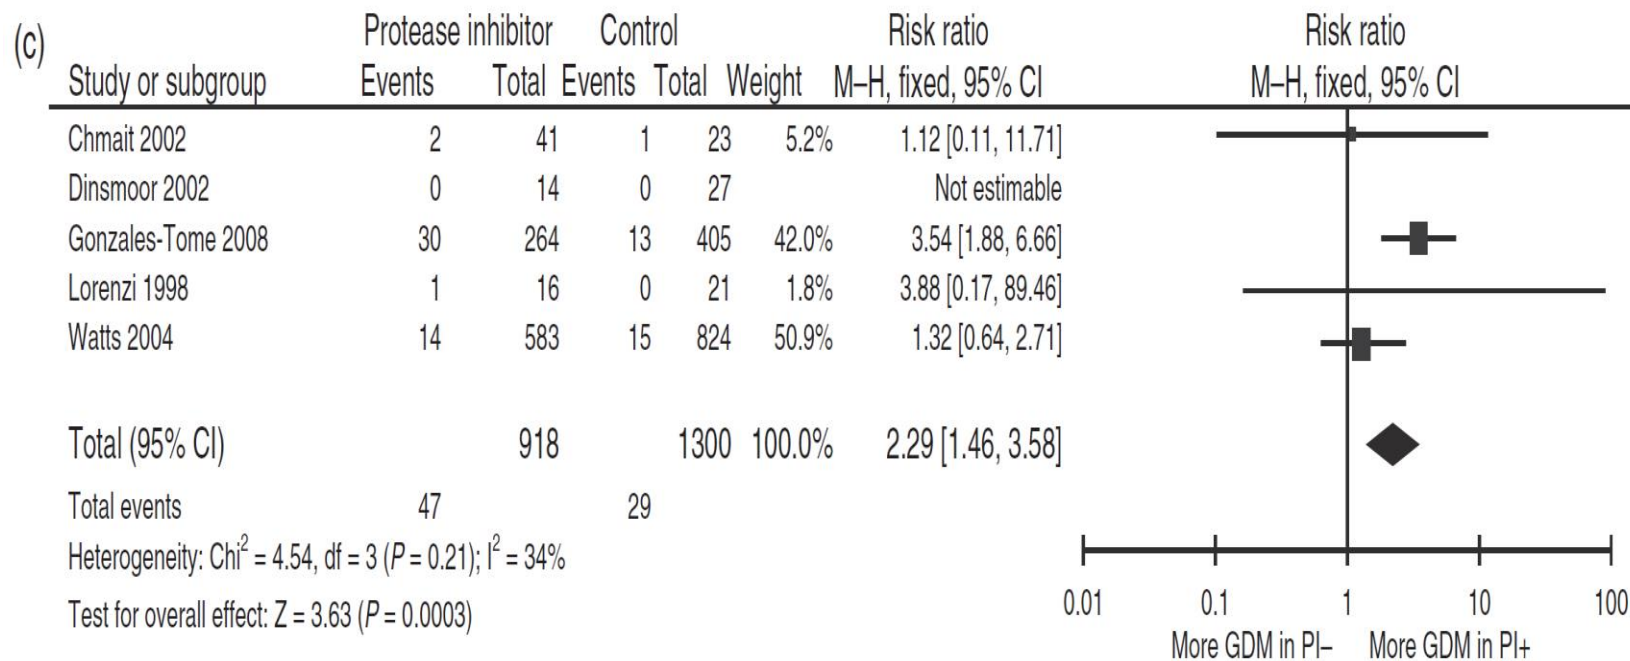 (c)
Protease inhibitor Control Risk ratio Risk ratio
Study or subgroup Events Total Events Total Weight M–H, fixed, 95% CI M–H, fixed, 95% CI
Chmait 2002 2 41 1 23 5.2% 1.12 [0.11, 11.71]
Dinsmoor 2002 0 14 0 27 Not estimable
Gonzales-Tome 2008 30 264 13 405 42.0% 3.54 [1.88, 6.66]
Lorenzi 1998 1 16 0 21 1.8% 3.88 [0.17, 89.46]
Watts 2004 14 583 15 824 50.9% 1.32 [0.64, 2.71]
Total (95% CI) 918 1300 100.0% 2.29 [1.46, 3.58]
Total events 47 29
Heterogeneity: Chi² = 4.54, df = 3 (P = 0.21); I² = 34%
Test for overall effect: Z = 3.63 (P = 0.0003)
0.01 0.1 1 10 100
More GDM in PI– More GDM in PI+